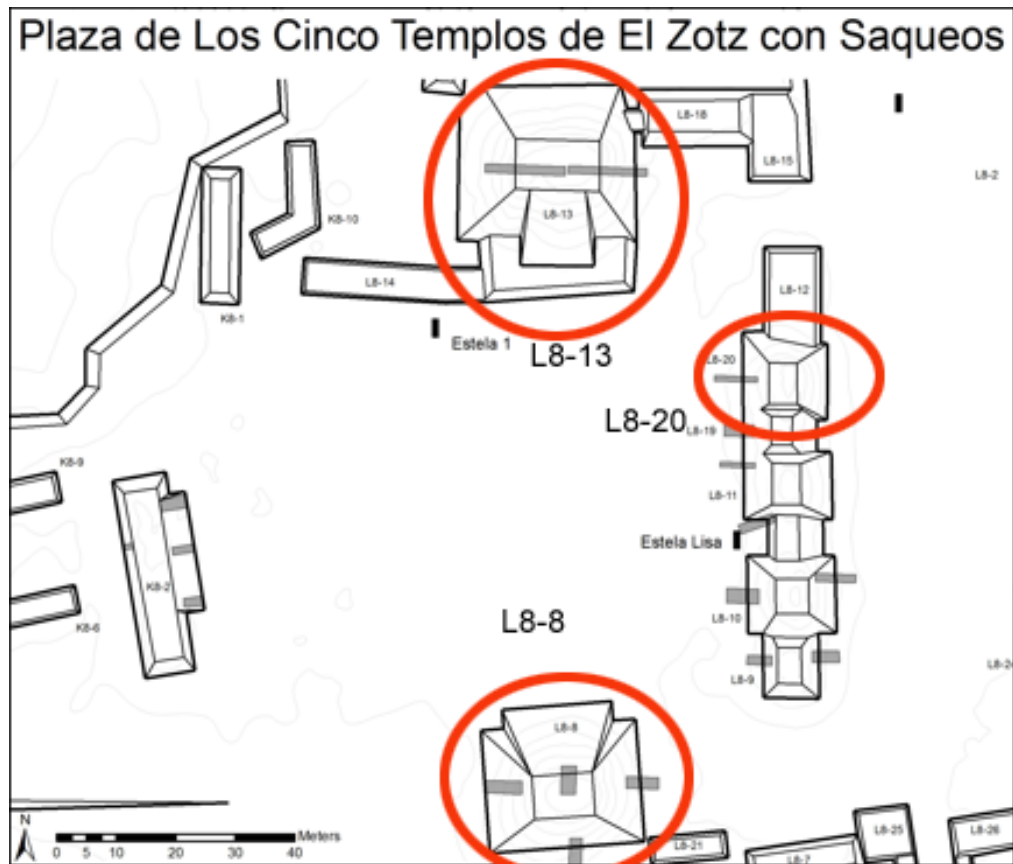 Plaza de Los Cinco Templos de El Zotz con Saqueos
L8-18
L8-15
L8-2
K8-10
L8-13
L8-14
L8-12
K8-1
Estela 1
L8-13
L8-20
L8-20
L8-19
K8-9
L8-11
Estela Lisa
K8-2
L8-10
K8-6
L8-8
L8-9
L8-8
N
Meters
0 5 10 20 30 40
L8-21
L8-7
L8-25
L8-26